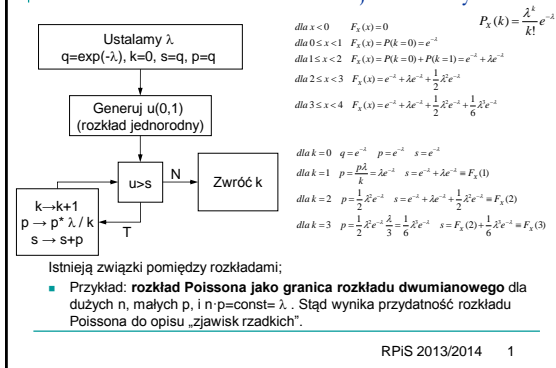 Ustalamy λ
q=exp(-λ), k=0, s=q, p=q
Generuj u(0,1)
(rozkład jednorodny)
u>s
N
Zwróć k
T
k→k+1
p → p* λ / k
s → s+p
P_x(k) = λ^k/k! e^{-λ}
dla x < 0 F_x(x) = 0
dla 0 ≤ x < 1 F_x(x) = P(k = 0) = e^{-λ}
dla 1 ≤ x < 2 F_x(x) = P(k = 0) + P(k = 1) = e^{-λ} + λe^{-λ}
dla 2 ≤ x < 3 F_x(x) = e^{-λ} + λe^{-λ} + 1/2 λ²e^{-λ}
dla 3 ≤ x < 4 F_x(x) = e^{-λ} + λe^{-λ} + 1/2 λ²e^{-λ} + 1/6 λ³e^{-λ}
dla k = 0 q = e^{-λ} p = e^{-λ} s = e^{-λ}
dla k = 1 p = pλ/k = λe^{-λ} s = e^{-λ} + λe^{-λ} ≡ F_x(1)
dla k = 2 p = 1/2 λ²e^{-λ} s = e^{-λ} + λe^{-λ} + 1/2 λ²e^{-λ} ≡ F_x(2)
dla k = 3 p = 1/2 λ²e^{-λ} λ/3 = 1/6 λ³e^{-λ} s = F_x(2) + 1/6 λ³e^{-λ} ≡ F_x(3)
Istnieją związki pomiędzy rozkładami;
Przykład: rozkład Poissona jako granica rozkładu dwumianowego dla
dużych n, małych p, i n·p=const= λ . Stąd wynika przydatność rozkładu
Poissona do opisu „zjawisk rzadkich”.
RPiS 2013/2014 1